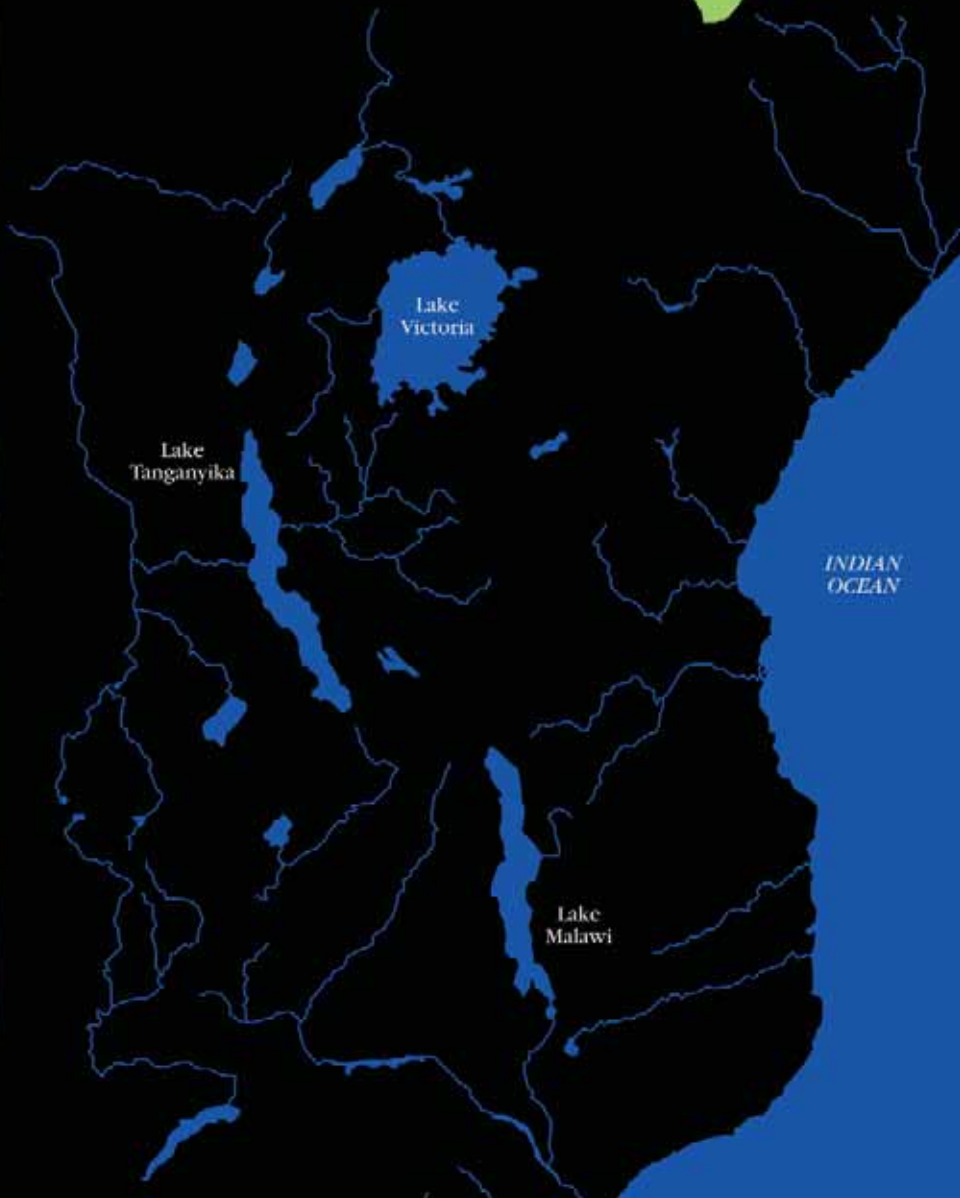 Lake
Victoria
Lake
Tanganyika
INDIAN
OCEAN
Lake
Malawi